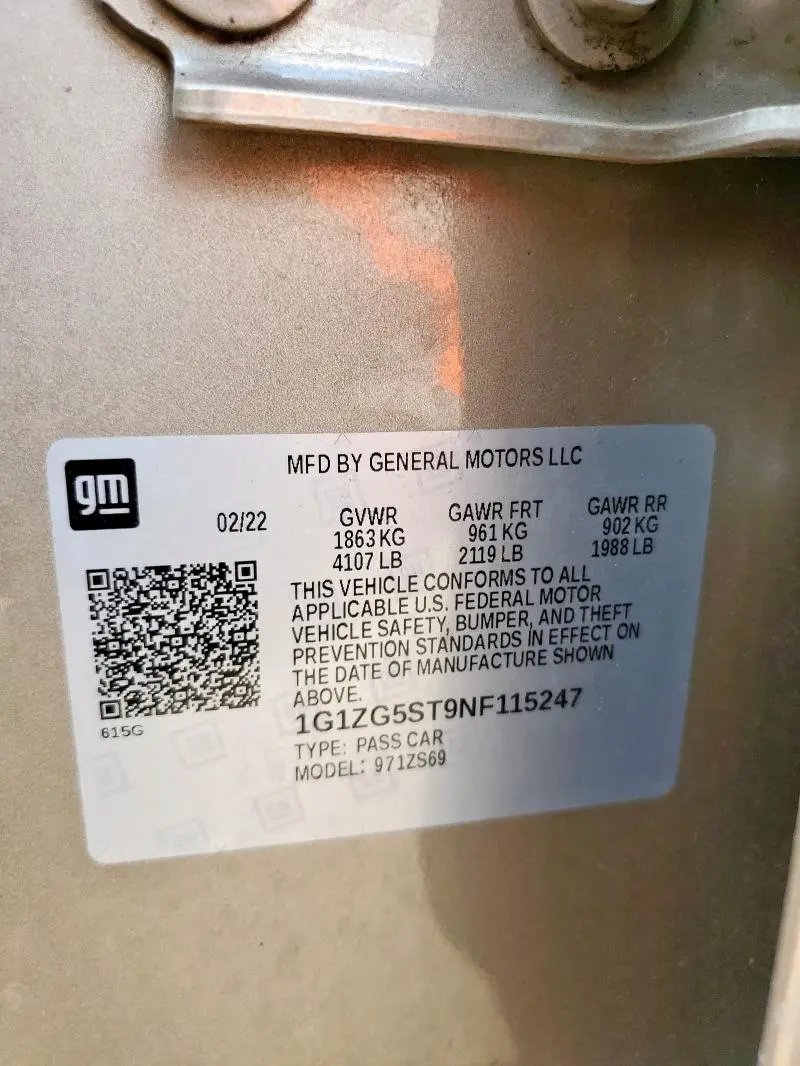 gm
MFD BY GENERAL MOTORS LLC
02/22
GVWR GAWR FRT GAWR RR
1863 KG 961 KG 902 KG
4107 LB 2119 LB 1988 LB
THIS VEHICLE CONFORMS TO ALL
APPLICABLE U.S. FEDERAL MOTOR
VEHICLE SAFETY, BUMPER, AND THEFT
PREVENTION STANDARDS IN EFFECT ON
THE DATE OF MANUFACTURE SHOWN
ABOVE.
615G
1G1ZG5ST9NF115247
TYPE: PASS CAR
MODEL: 971ZS69